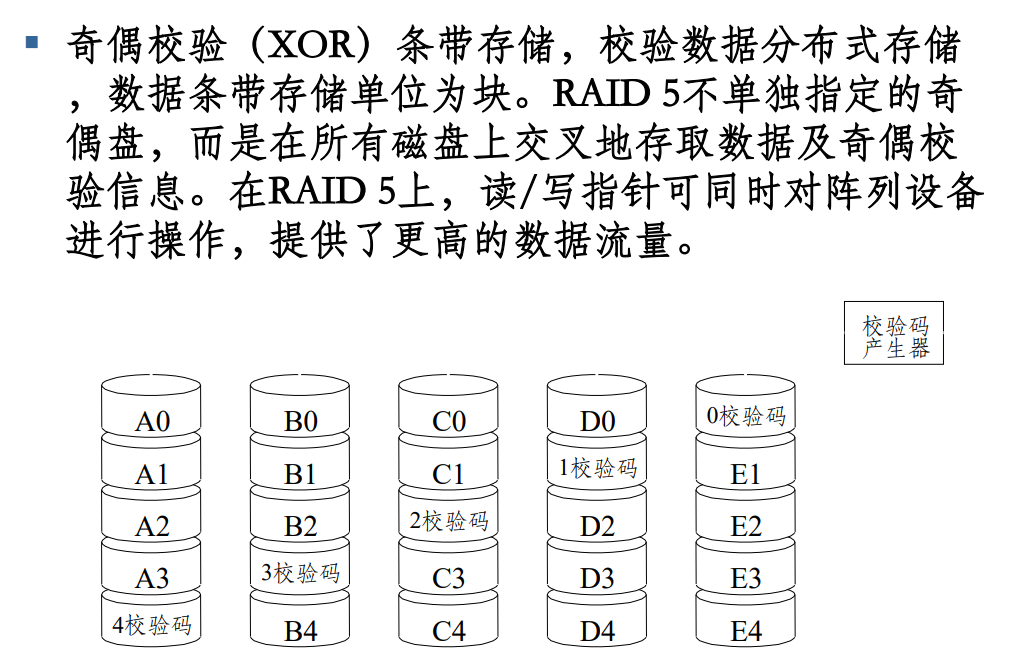 奇偶校验（XOR）条带存储，校验数据分布式存储
，数据条带存储单位为块。RAID 5不单独指定的奇
偶盘，而是在所有磁盘上交叉地存取数据及奇偶校
验信息。在RAID 5上，读/写指针可同时对阵列设备
进行操作，提供了更高的数据流量。
校验码
产生器
A0 B0 C0 D0 0校验码
A1 B1 C1 1校验码 E1
A2 B2 2校验码 D2 E2
A3 3校验码 C3 D3 E3
4校验码 B4 C4 D4 E4